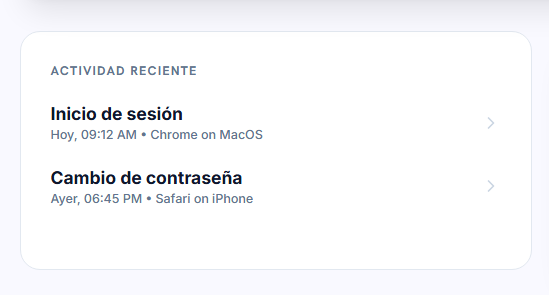 ACTIVIDAD RECIENTE
Inicio de sesión
Hoy, 09:12 AM • Chrome on MacOS
Cambio de contraseña
Ayer, 06:45 PM • Safari on iPhone